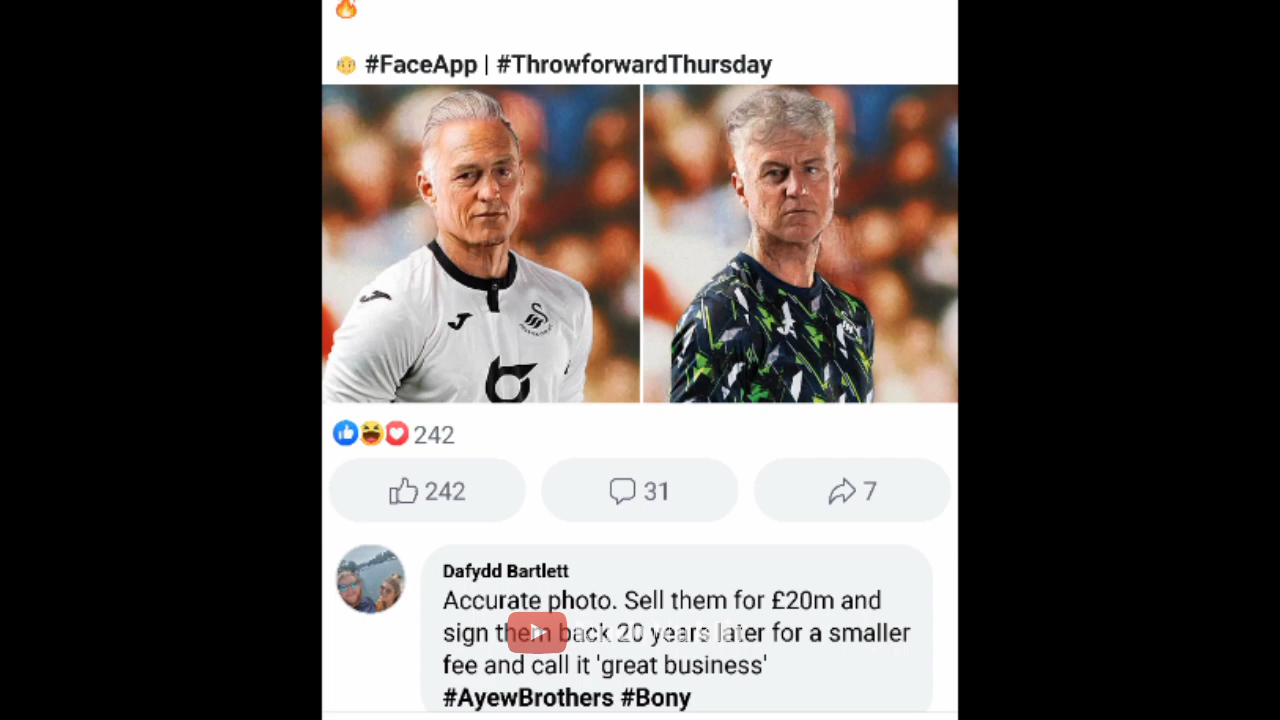 #FaceApp | #ThrowforwardThursday
242
242
31
7
Dafydd Bartlett
Accurate photo. Sell them for £20m and
sign them back 20 years later for a smaller
fee and call it 'great business'
#AyewBrothers #Bony